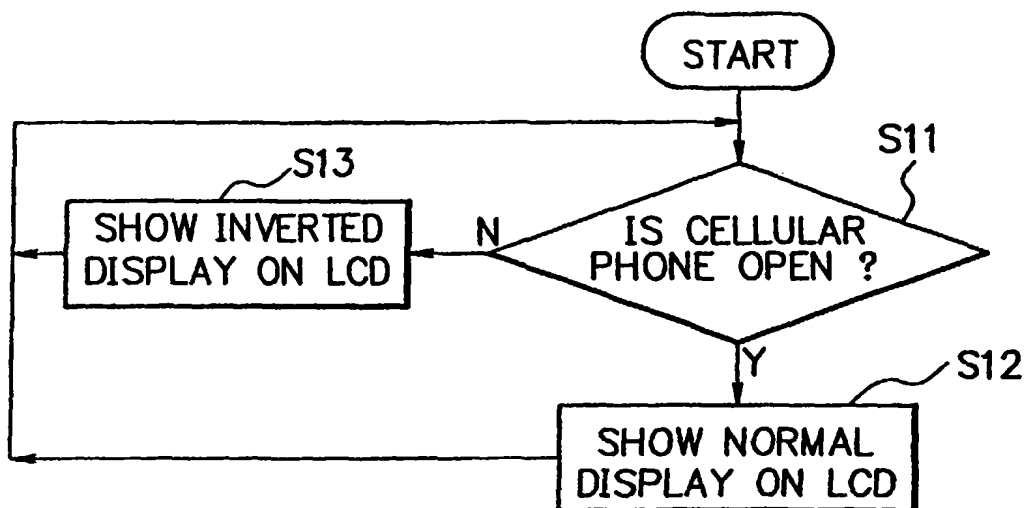 START
S11
S13
IS CELLULAR
PHONE OPEN ?
N
SHOW INVERTED
DISPLAY ON LCD
Y
S12
SHOW NORMAL
DISPLAY ON LCD